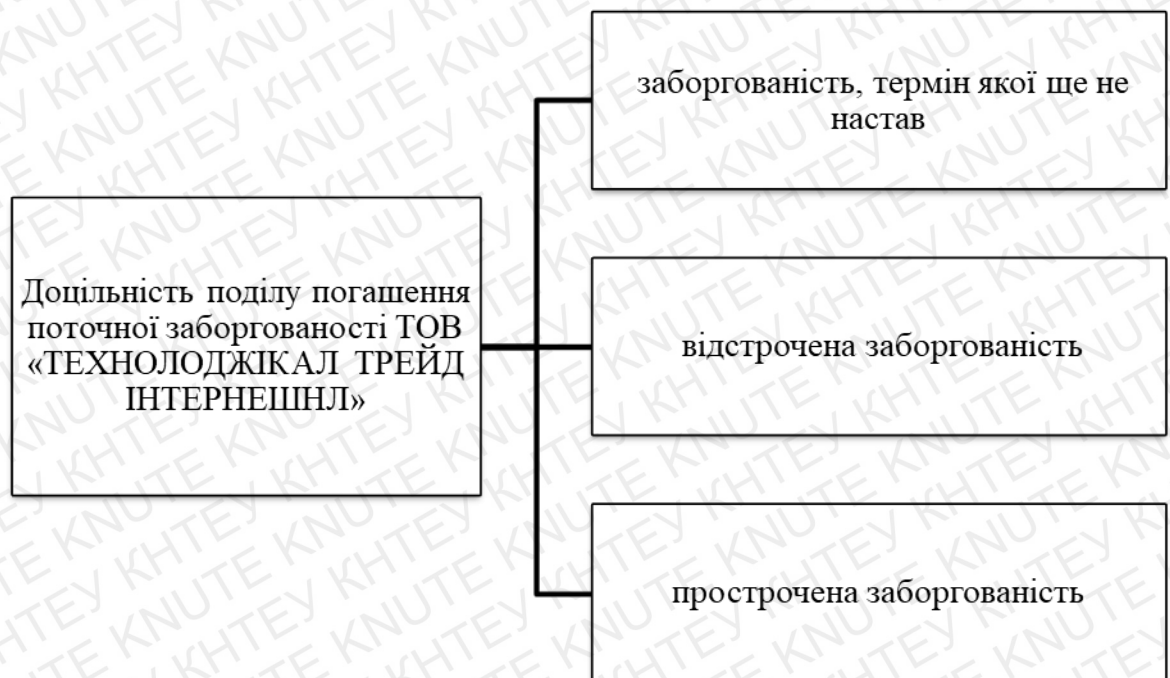 заборгованість, термін якої ще не
настав
Доцільність поділу погашення
поточної заборгованості ТОВ
«ТЕХНОЛОДЖІКАЛ ТРЕЙД
ІНТЕРНЕШНЛ»
відстрочена заборгованість
прострочена заборгованість